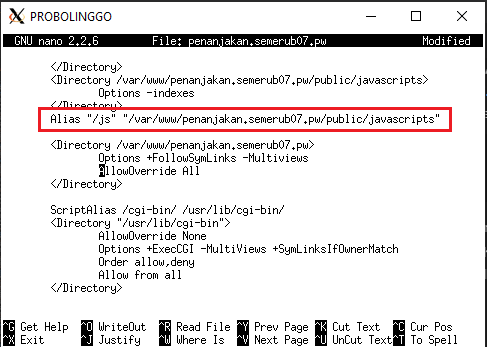 PROBOLINGGO
GNU nano 2.2.6 File: penanjakan.semerub07.pw Modified
</Directory>
<Directory /var/www/penanjakan.semerub07.pw/public/javascripts>
Options -indexes
</Directory>
Alias "/js" "/var/www/penanjakan.semerub07.pw/public/javascripts"
<Directory /var/www/penanjakan.semerub07.pw>
Options +FollowSymLinks -Multiviews
AllowOverride All
</Directory>
ScriptAlias /cgi-bin/ /usr/lib/cgi-bin/
<Directory "/usr/lib/cgi-bin">
AllowOverride None
Options +ExecCGI -MultiViews +SymLinksIfOwnerMatch
Order allow,deny
Allow from all
</Directory>
^G Get Help ^O WriteOut ^R Read File ^Y Prev Page ^K Cut Text ^C Cur Pos
^X Exit ^J Justify ^W Where Is ^V Next Page ^U UnCut Text ^T To Spell